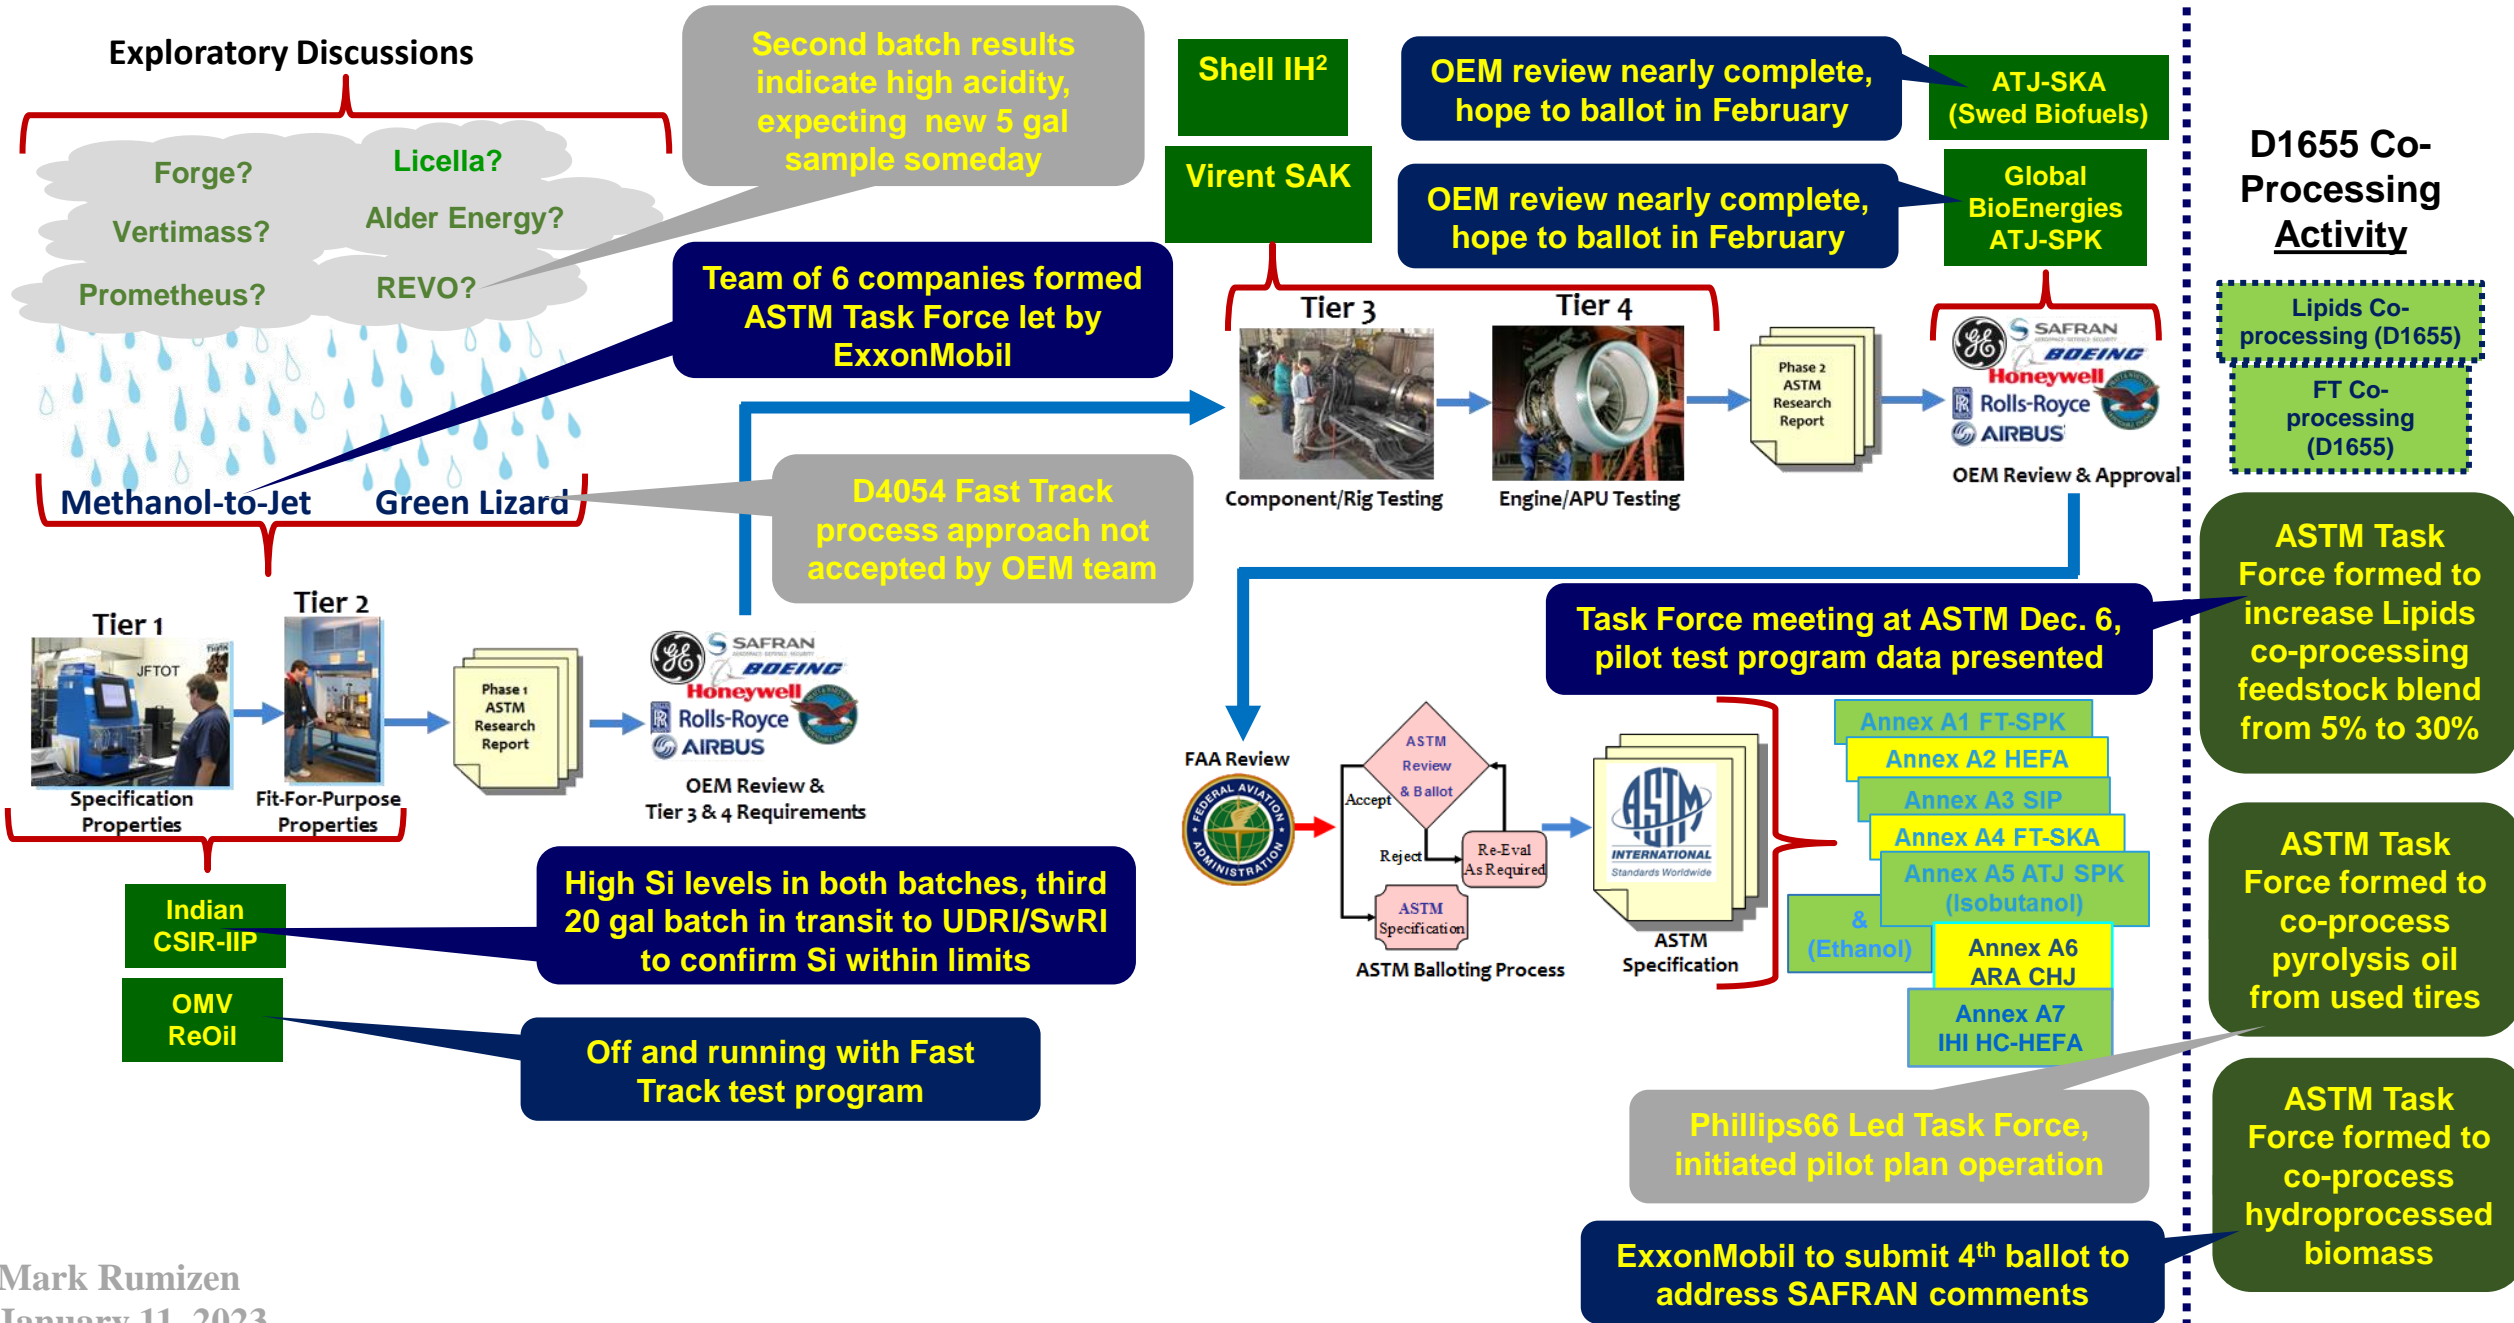 Exploratory Discussions
Forge?
Licella?
Vertimass?
Alder Energy?
Prometheus?
REVO?
Second batch results
indicate high acidity,
expecting new 5 gal
sample someday
Team of 6 companies formed
ASTM Task Force let by
ExxonMobil
Methanol-to-Jet
Green Lizard
D4054 Fast Track
process approach not
accepted by OEM team
Tier 1
Tier 2
JFTOT
Specification
Properties
Fit-For-Purpose
Properties
Phase 1
ASTM
Research
Report
GE
SAFRAN
BOEING
Honeywell
Rolls-Royce
AIRBUS
OEM Review &
Tier 3 & 4 Requirements
Indian
CSIR-IIP
High Si levels in both batches, third
20 gal batch in transit to UDRI/SwRI
to confirm Si within limits
OMV
ReOil
Off and running with Fast
Track test program
Shell IH2
Virent SAK
OEM review nearly complete,
hope to ballot in February
ATJ-SKA
(Swed Biofuels)
OEM review nearly complete,
hope to ballot in February
Global
BioEnergies
ATJ-SPK
Tier 3
Tier 4
Component/Rig Testing
Engine/APU Testing
Phase 2
ASTM
Research
Report
GE
SAFRAN
BOEING
Honeywell
Rolls-Royce
AIRBUS
OEM Review & Approval
Task Force meeting at ASTM Dec. 6,
pilot test program data presented
FAA Review
FEDERAL AVIATION
ADMINISTRATION
ASTM
Review
& Ballot
Accept
Reject
Re-Eval
As Required
ASTM
Specification
ASTM Balloting Process
ASTM
INTERNATIONAL
Standards Worldwide
ASTM
Specification
Annex A1 FT-SPK
Annex A2 HEFA
Annex A3 SIP
Annex A4 FT-SKA
Annex A5 ATJ SPK
(Isobutanol)
&
(Ethanol)
Annex A6
ARA CHJ
Annex A7
IHI HC-HEFA
Phillips66 Led Task Force,
initiated pilot plan operation
ExxonMobil to submit 4th ballot to
address SAFRAN comments
D1655 Co-
Processing
Activity
Lipids Co-
processing (D1655)
FT Co-
processing
(D1655)
ASTM Task
Force formed to
increase Lipids
co-processing
feedstock blend
from 5% to 30%
ASTM Task
Force formed to
co-process
pyrolysis oil
from used tires
ASTM Task
Force formed to
co-process
hydroprocessed
biomass
Mark Rumizen
January 11, 2023